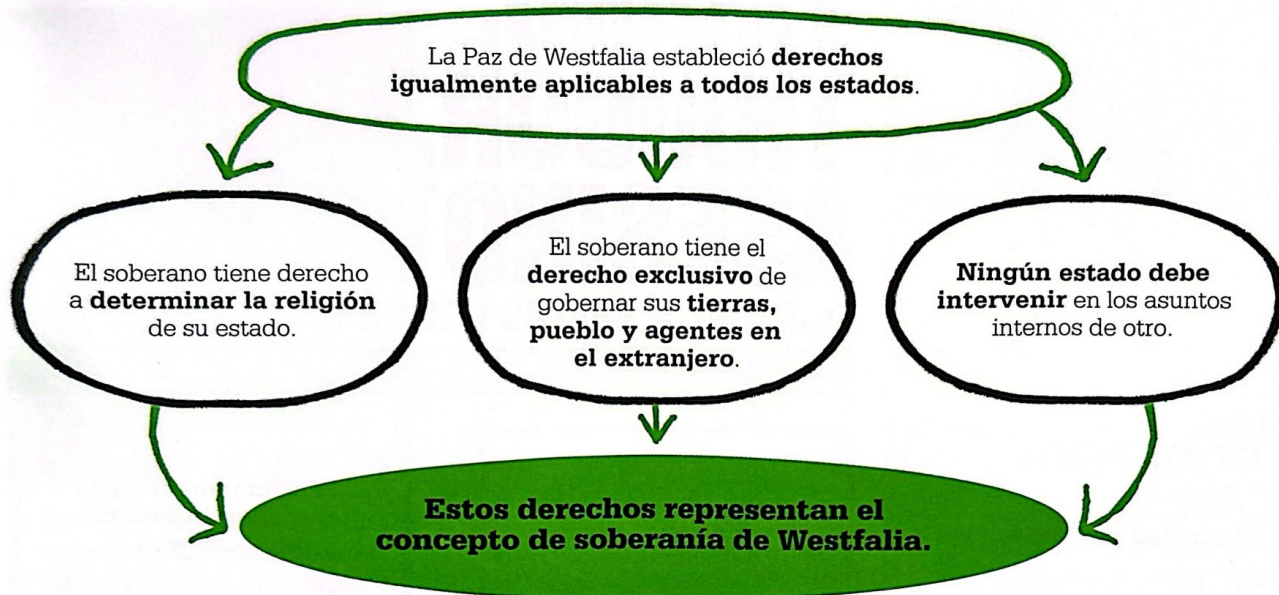 La Paz de Westfalia estableció derechos
igualmente aplicables a todos los estados.
El soberano tiene derecho
a determinar la religión
de su estado.
El soberano tiene el
derecho exclusivo de
gobernar sus tierras,
pueblo y agentes en
el extranjero.
Ningún estado debe
intervenir en los asuntos
internos de otro.
Estos derechos representan el
concepto de soberanía de Westfalia.